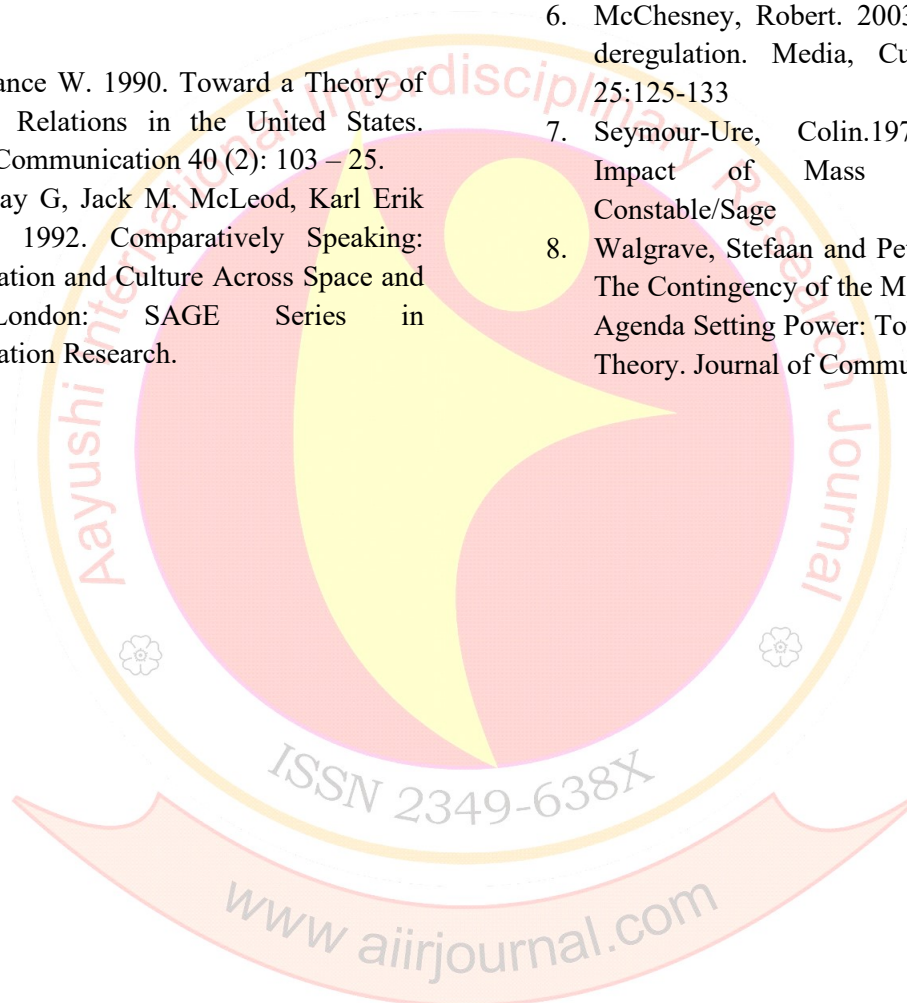 ance W. 1990. Toward a Theory of
Relations in the United States.
Communication 40 (2): 103 – 25.
ay G, Jack M. McLeod, Karl Erik
1992. Comparatively Speaking:
ation and Culture Across Space and
London: SAGE Series in
ation Research.
6. McChesney, Robert. 2003
deregulation. Media, Cu
25:125-133
7. Seymour-Ure, Colin.197
Impact of Mass
Constable/Sage
8. Walgrave, Stefaan and Pe
The Contingency of the M
Agenda Setting Power: To
Theory. Journal of Commu
Aayushi International Interdisciplinary Research Journal
ISSN 2349-638X
www aiirjournal.com